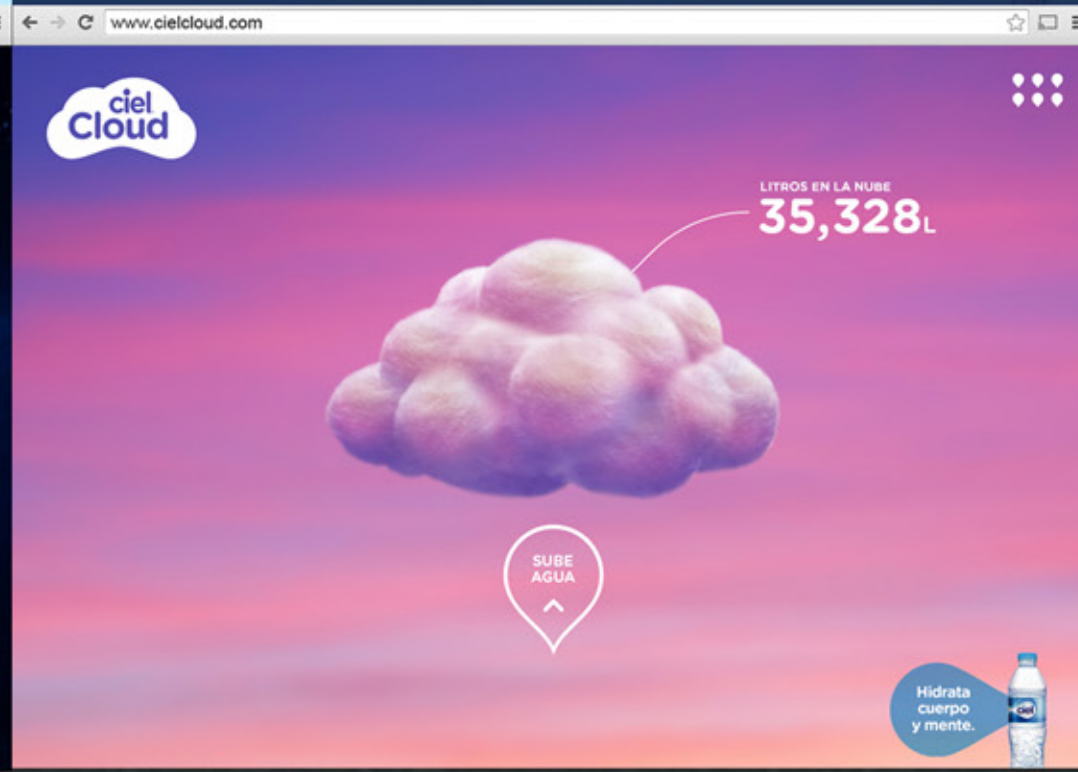 www.cielcloud.com
ciel
Cloud
LITROS EN LA NUBE
35,328L
SUBE
AGUA
Hidrata
cuerpo
y mente.
ciel